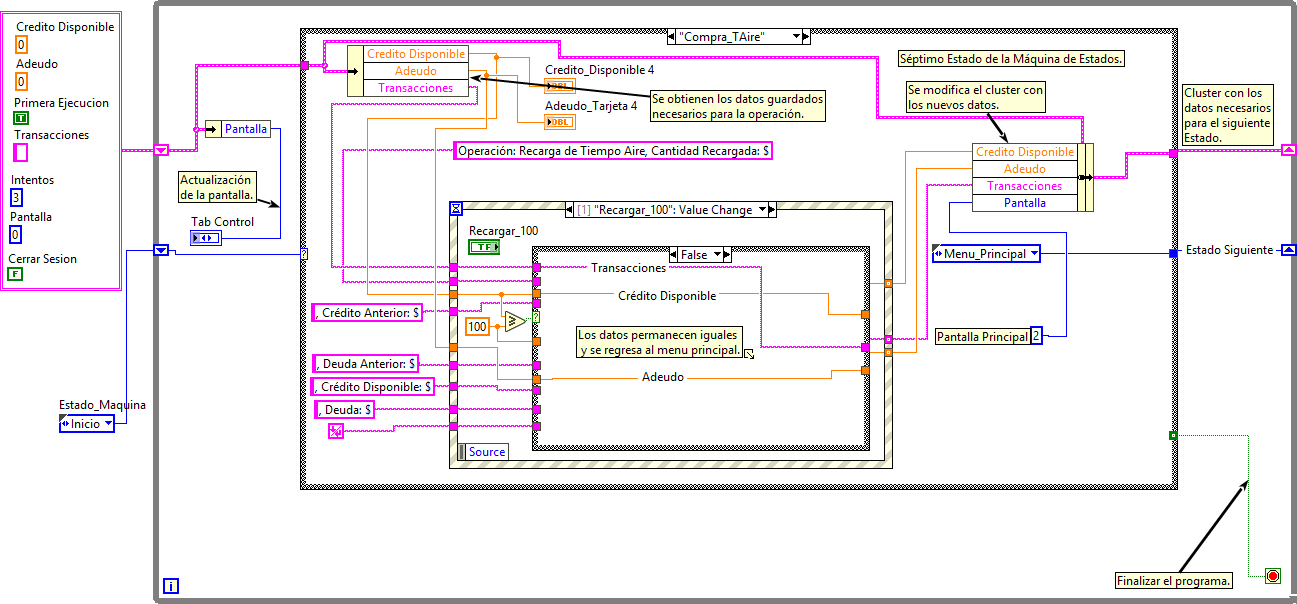 Credito Disponible
0
Adeudo
0
Primera Ejecucion
T
Transacciones
Intentos
3
Pantalla
0
Cerrar Sesion
F
Pantalla
Actualización
de la pantalla.
Tab Control
Estado_Maquina
Inicio
"Compra_TAire"
Credito Disponible
Adeudo
Transacciones
Credito_Disponible 4
DBL
Adeudo_Tarjeta 4
DBL
Se obtienen los datos guardados
necesarios para la operación.
Séptimo Estado de la Máquina de Estados.
Se modifica el cluster con
los nuevos datos.
Cluster con los
datos necesarios
para el siguiente
Estado.
Operación: Recarga de Tiempo Aire, Cantidad Recargada: $
Credito Disponible
Adeudo
Transacciones
Pantalla
[1] "Recargar_100": Value Change
Recargar_100
TF
False
Transacciones
Crédito Disponible
, Crédito Anterior: $
100
?
?
Los datos permanecen iguales
y se regresa al menu principal.
, Deuda Anterior: $
Adeudo
, Crédito Disponible: $
, Deuda: $
Source
Menu_Principal
Estado Siguiente
Pantalla Principal
2
Finalizar el programa.
i